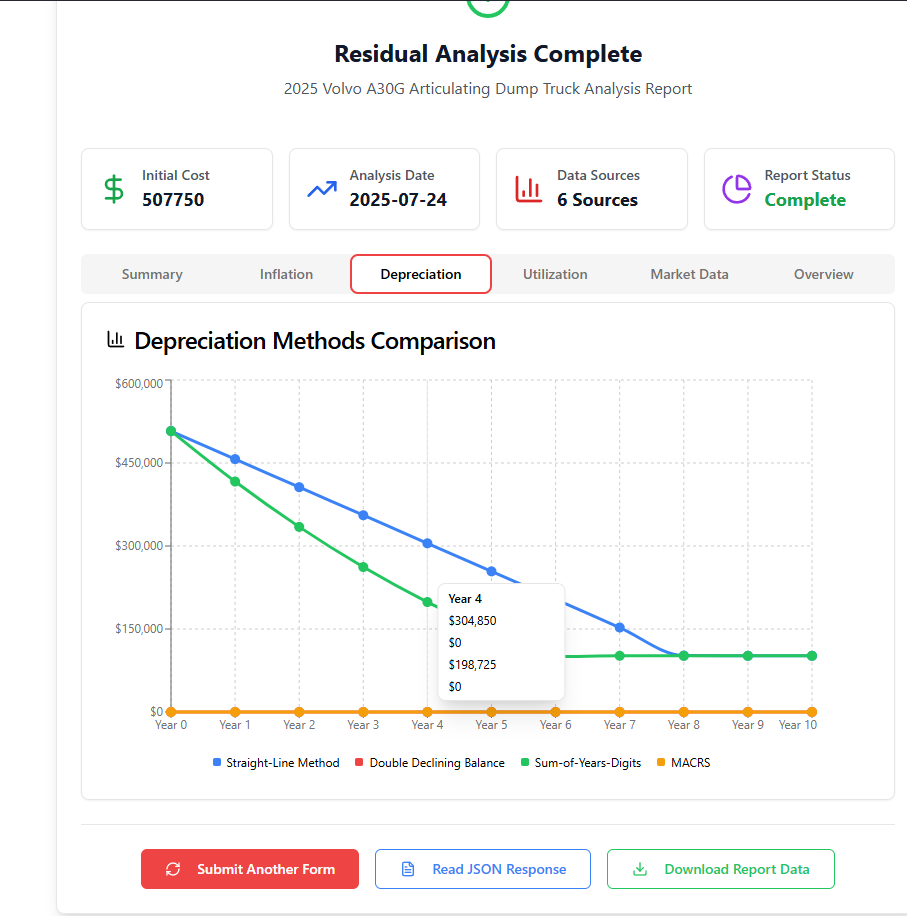 Residual Analysis Complete
2025 Volvo A30G Articulating Dump Truck Analysis Report
Initial Cost
507750
Analysis Date
2025-07-24
Data Sources
6 Sources
Report Status
Complete
Summary Inflation Depreciation Utilization Market Data Overview
Depreciation Methods Comparison
$600,000
$450,000
$300,000
$150,000
$0
Year 4
$304,850
$0
$198,725
$0
Year 0 Year 1 Year 2 Year 3 Year 4 Year 5 Year 6 Year 7 Year 8 Year 9 Year 10
Straight-Line Method Double Declining Balance Sum-of-Years-Digits MACRS
Submit Another Form Read JSON Response Download Report Data